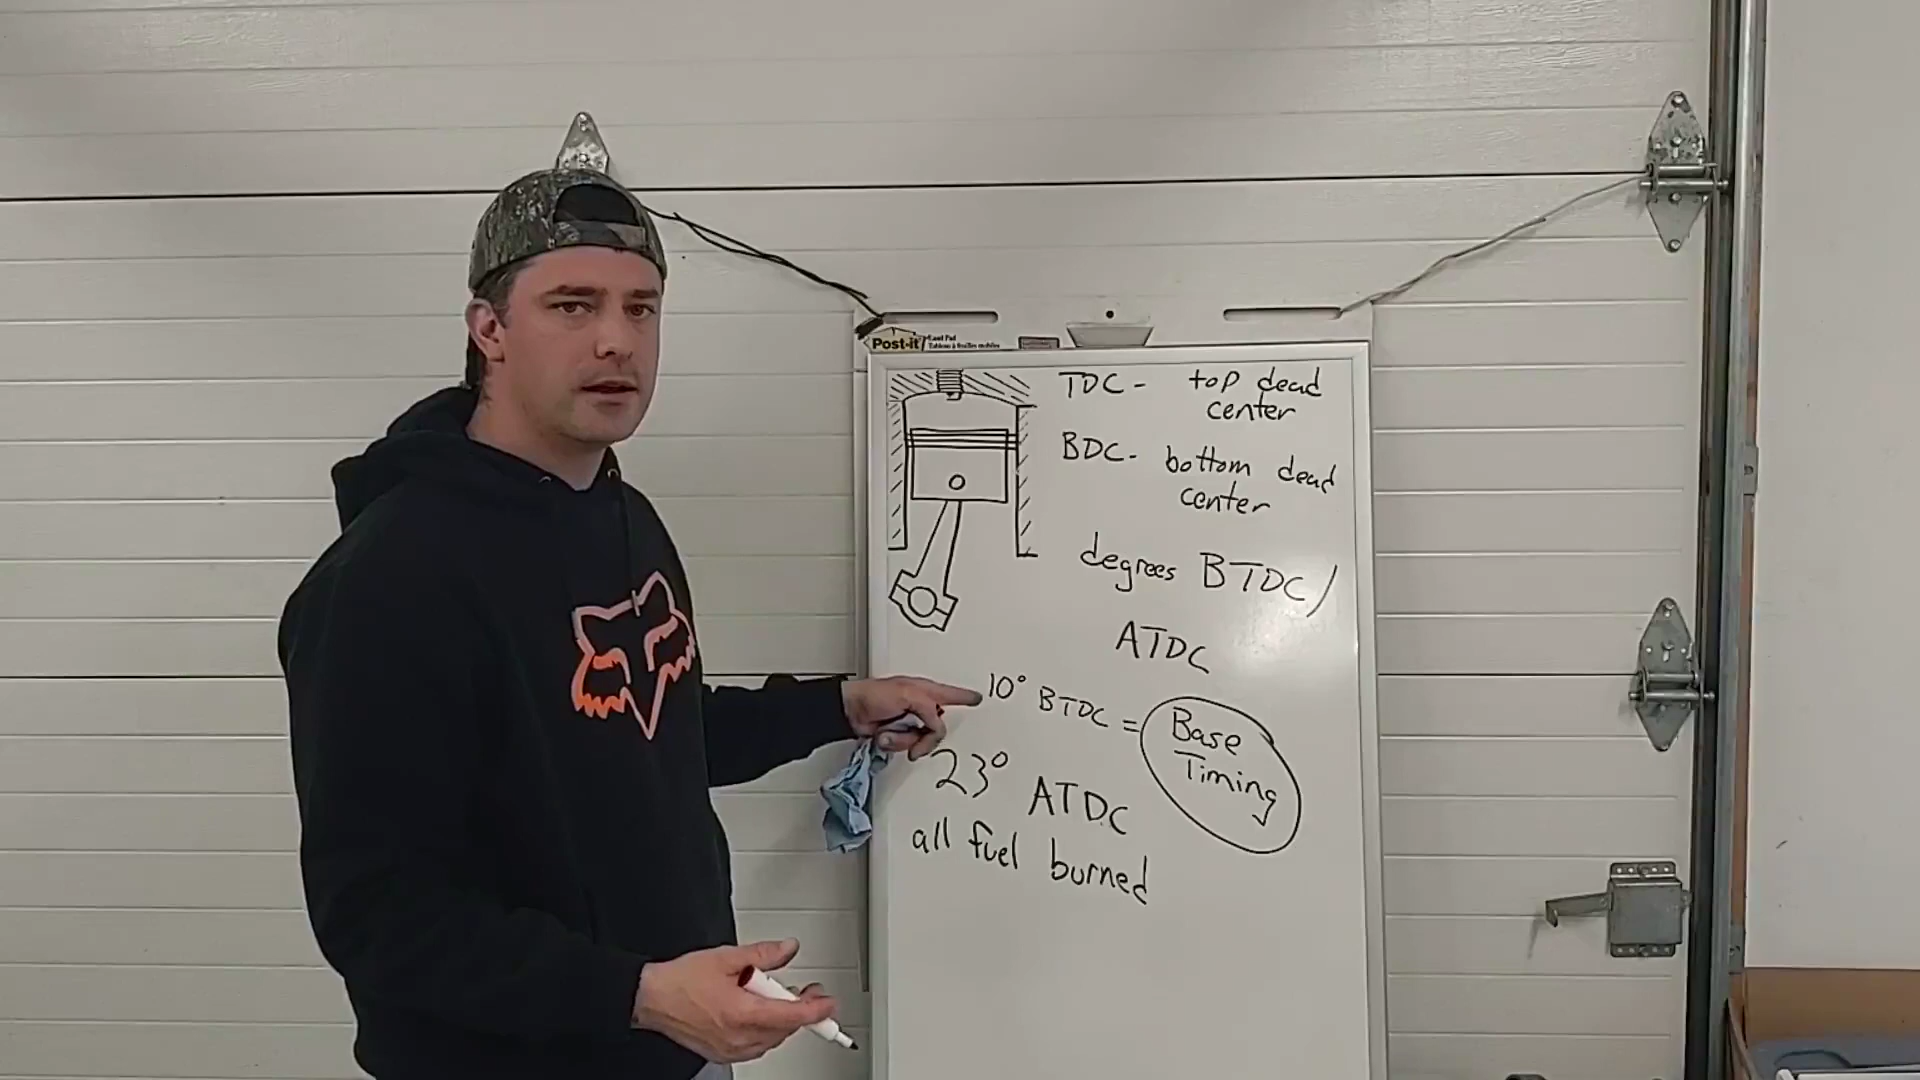 Post-it
TDC - top dead
center
BDC - bottom dead
center
degrees BTDC/
ATDC
10° BTDC = Base
Timing
23° ATDC
all fuel burned